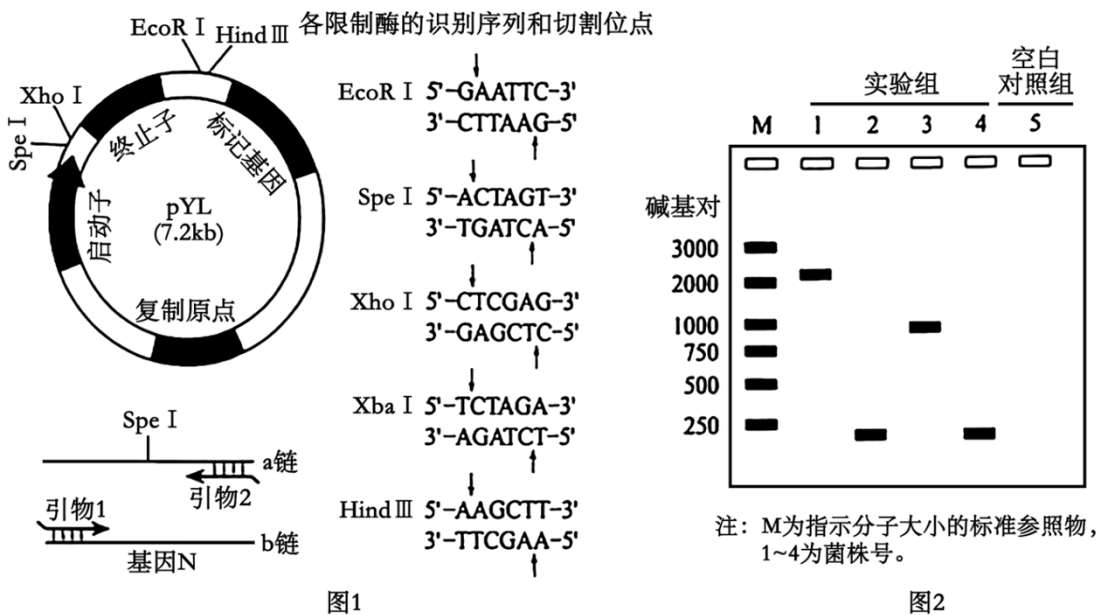 各限制酶的识别序列和切割位点
EcoR Ⅰ
Hind Ⅲ
Xho Ⅰ
Spe Ⅰ
终止子
标记基因
启动子
pYL
(7.2kb)
复制原点
Spe Ⅰ
a链
引物2
引物1
b链
基因N
EcoR Ⅰ 5'-GAATTC-3'
3'-CTTAAG-5'
Spe Ⅰ 5'-ACTAGT-3'
3'-TGATCA-5'
Xho Ⅰ 5'-CTCGAG-3'
3'-GAGCTC-5'
Xba Ⅰ 5'-TCTAGA-3'
3'-AGATCT-5'
Hind Ⅲ 5'-AAGCTT-3'
3'-TTCGAA-5'
图1
实验组
空白
对照组
M 1 2 3 4 5
碱基对
3000
2000
1000
750
500
250
注：M为指示分子大小的标准参照物，
1~4为菌株号。
图2